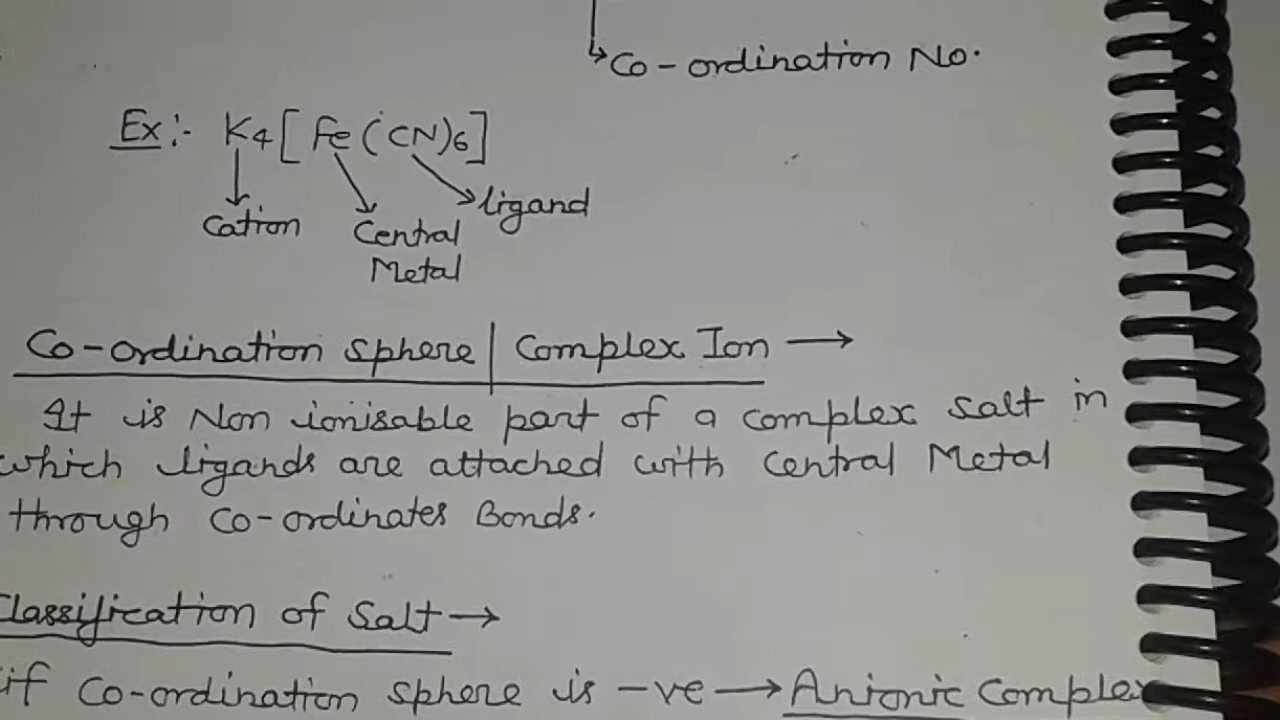 ↳Co-ordination No.
Ex:- K4[Fe(CN)6]
Cation Central Metal ligand
Co-ordination sphere | Complex Ion →
It is Non ionisable part of a complex salt in
which ligands are attached with central Metal
through co-ordinates Bonds.
Classification of Salt →
if Co-ordination sphere is -ve → Anionic Complex